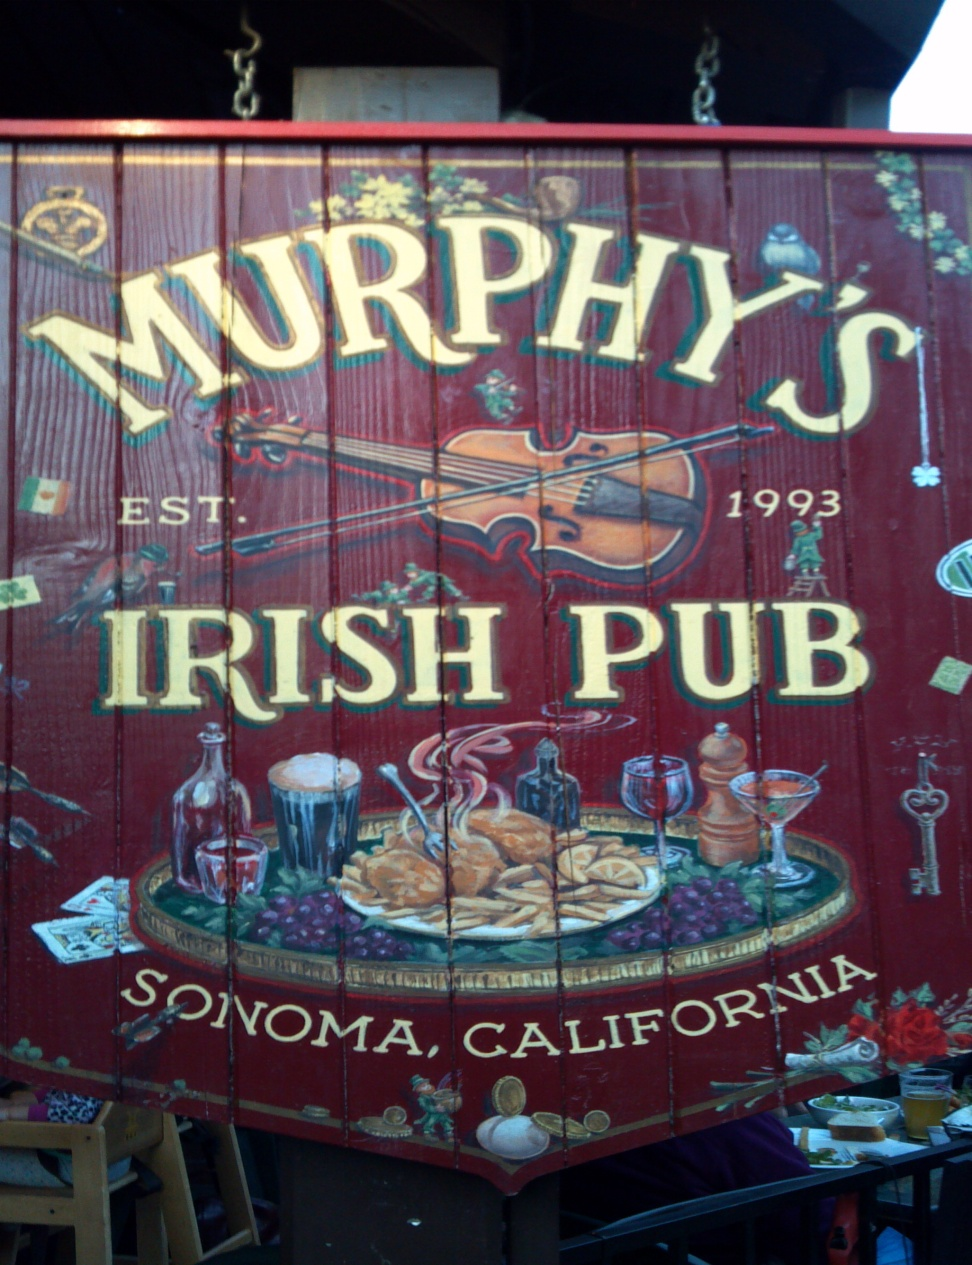 MURPHY'S
EST. 1993
IRISH PUB
SONOMA, CALIFORNIA